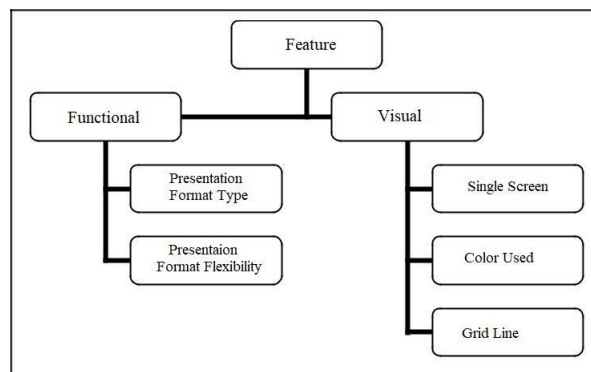 Feature
Functional
Visual
Presentation
Format Type
Single Screen
Presentaion
Format Flexibility
Color Used
Grid Line